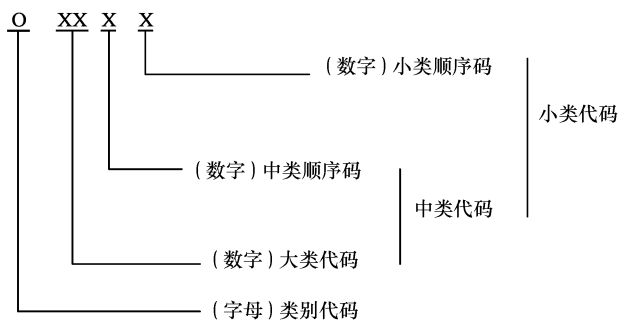 O XX X X
（数字）小类顺序码
小类代码
（数字）中类顺序码
中类代码
（数字）大类代码
（字母）类别代码